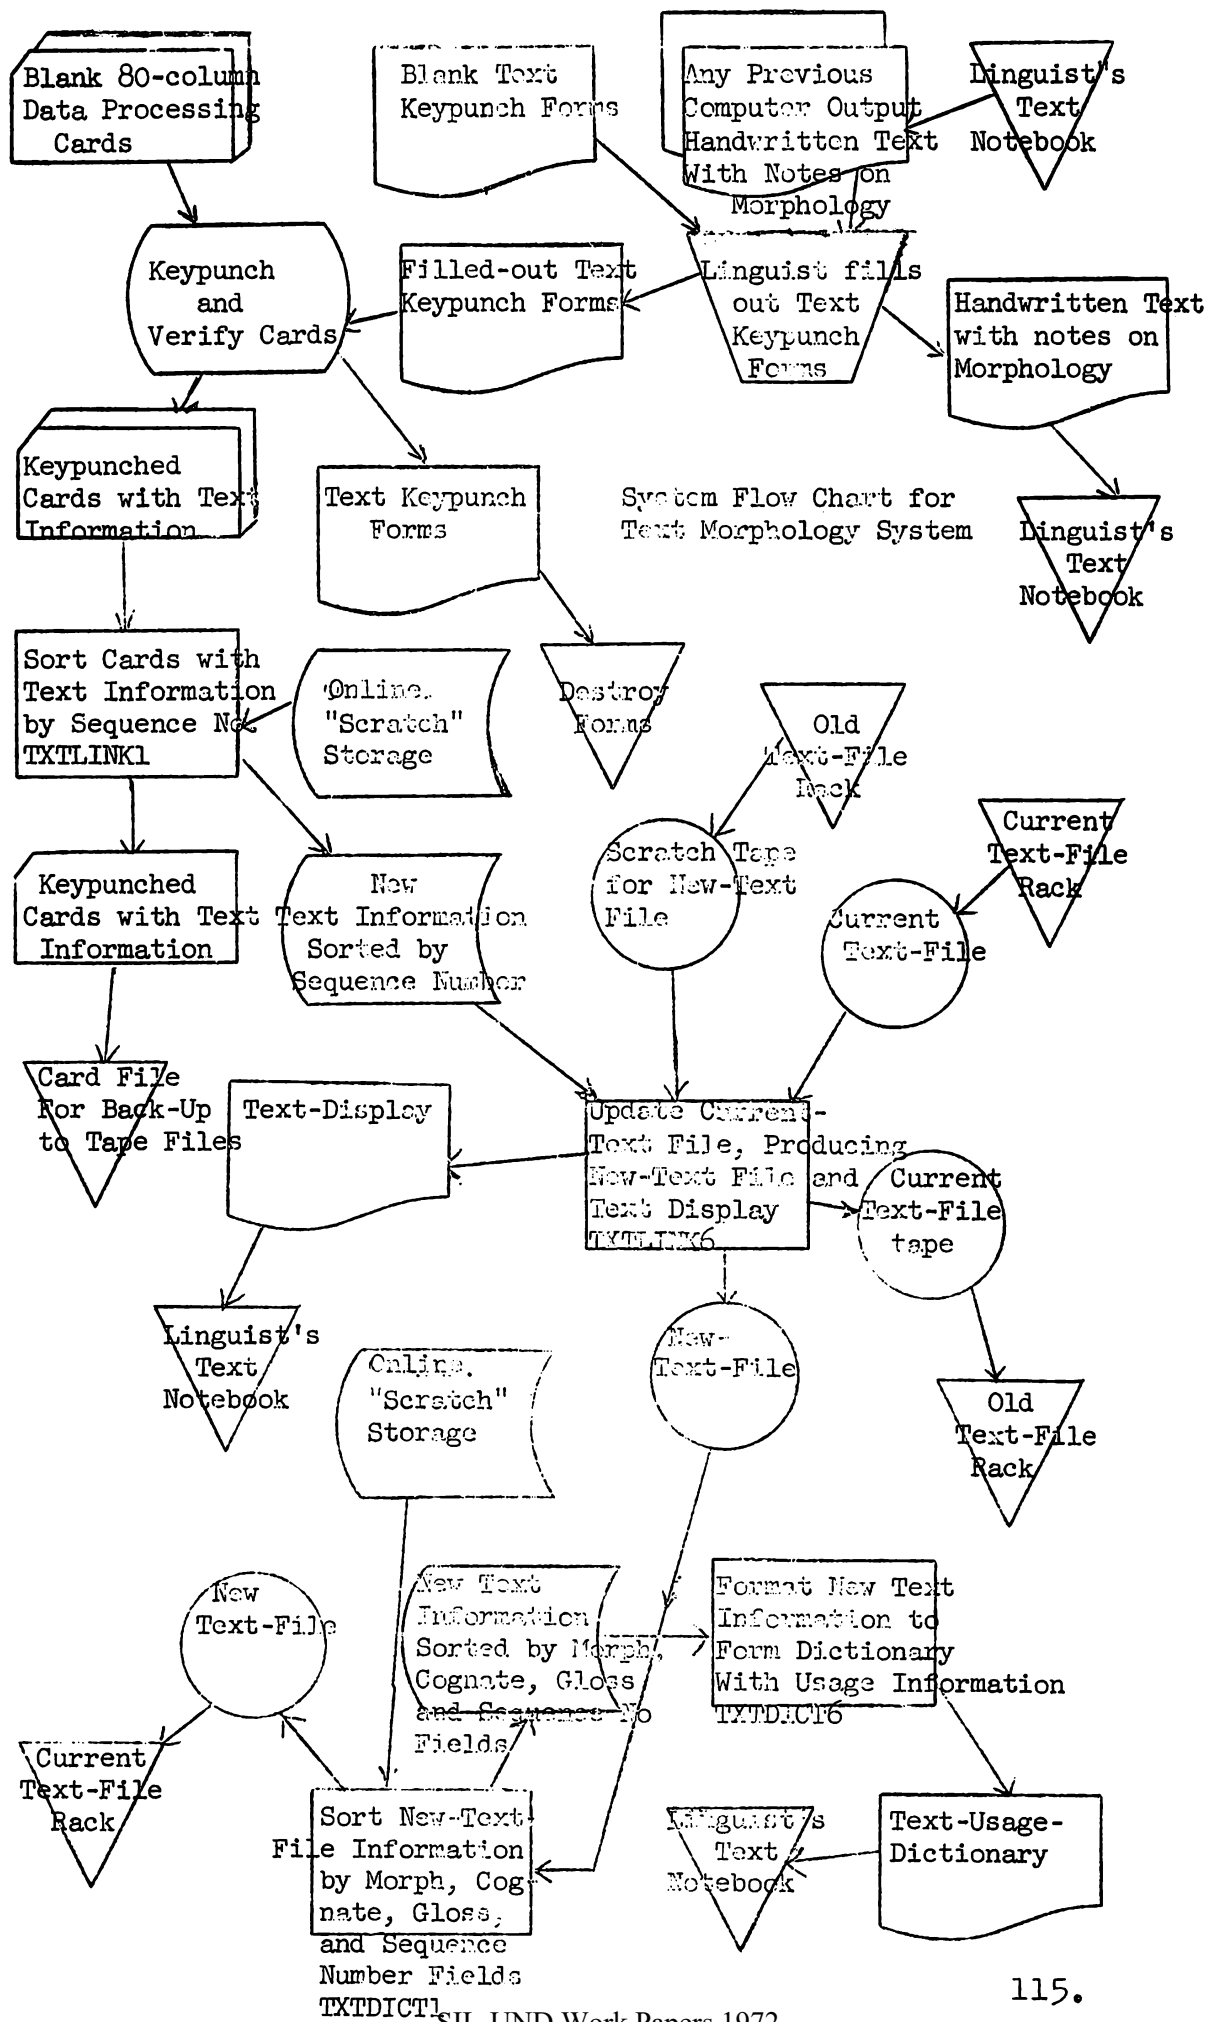 Blank 80-column
Data Processing
Cards
Blank Text
Keypunch Forms
Any Previous
Computer Output
Handwritten Text
With Notes on
Morphology
Linguist's
Text
Notebook
Keypunch
and
Verify Cards
Filled-out Text
Keypunch Forms
Linguist fills
out Text
Keypunch
Forms
Handwritten Text
with notes on
Morphology
Keypunched
Cards with Text
Information
Text Keypunch
Forms
System Flow Chart for
Text Morphology System
Linguist's
Text
Notebook
Sort Cards with
Text Information
by Sequence No.
TXTLINK1
Online.
"Scratch"
Storage
Destroy
Forms
Old
Text-File
Rack
Keypunched
Cards with Text
Information
New
Text Information
Sorted by
Sequence Number
Scratch Tape
for New-Text
File
Current
Text-File
Current
Text-File
Rack
Card File
For Back-Up
to Tape Files
Text-Display
Update Current-
Text File, Producing
New-Text File and
Text Display
TXTLINK6
Current
Text-File
tape
Linguist's
Text
Notebook
Online.
"Scratch"
Storage
New-
Text-File
Old
Text-File
Rack
New
Text-File
New Text
Information
Sorted by Morph,
Cognate, Gloss
and Sequence No
Fields
Format New Text
Information to
Form Dictionary
With Usage Information
TXTDICT6
Current
Text-File
Rack
Sort New-Text-
File Information
by Morph, Cog
nate, Gloss,
and Sequence
Number Fields
TXTDICT1
Linguist's
Text
Notebook
Text-Usage-
Dictionary
115.
SIL-UND Work Papers 1972